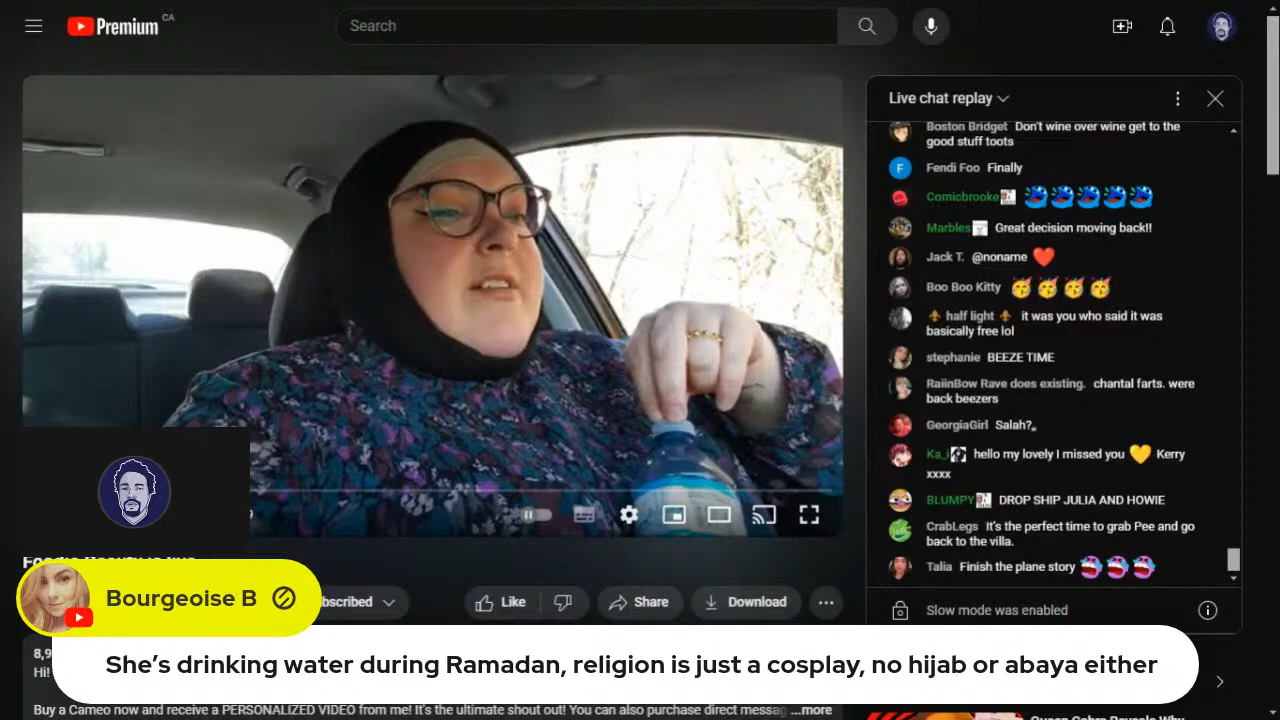 Premium CA
Search
Live chat replay
Boston Bridget Don't wine over wine get to the
good stuff toots
Fendi Foo Finally
Comicbrooke
Marbles Great decision moving back!!
Jack T. @noname
Boo Boo Kitty
half light it was you who said it was
basically free lol
stephanie BEEZE TIME
RaiinBow Rave does existing. chantal farts. were
back beezers
GeorgiaGirl Salah?,,
Ka_i hello my lovely I missed you 💛 Kerry
xxxx
BLUMPY DROP SHIP JULIA AND HOWIE
CrabLegs It's the perfect time to grab Pee and go
back to the villa.
Talia Finish the plane story
Slow mode was enabled
Bourgeoise B
Like
Share
Download
She's drinking water during Ramadan, religion is just a cosplay, no hijab or abaya either
8,9
Hi!
Buy a Cameo now and receive a PERSONALIZED VIDEO from me! It's the ultimate shout out! You can also purchase direct messag ...more